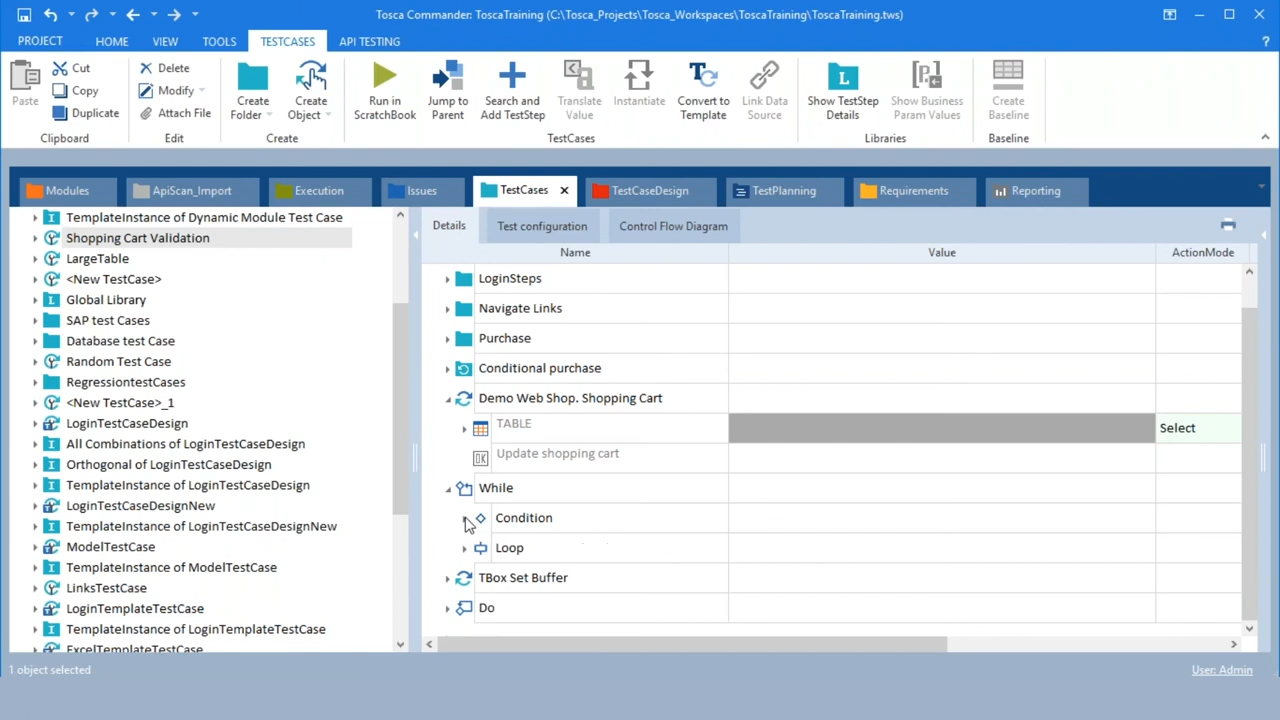 Tosca Commander: ToscaTraining (C:\Tosca_Projects\Tosca_Workspaces\ToscaTraining\ToscaTraining.tws)
PROJECT HOME VIEW TOOLS TESTCASES API TESTING
Paste
Cut
Copy
Duplicate
Clipboard
Delete
Modify
Attach File
Edit
Create Folder
Create Object
Create
Run in ScratchBook
Jump to Parent
Search and Add TestStep
Translate Value
Instantiate
Convert to Template
Link Data Source
TestCases
Show TestStep Details
Show Business Param Values
Libraries
Create Baseline
Baseline
Modules ApiScan_Import Execution Issues TestCases TestCaseDesign TestPlanning Requirements Reporting
TemplateInstance of Dynamic Module Test Case
Shopping Cart Validation
LargeTable
<New TestCase>
Global Library
SAP test Cases
Database test Case
Random Test Case
RegressiontestCases
<New TestCase>_1
LoginTestCaseDesign
All Combinations of LoginTestCaseDesign
Orthogonal of LoginTestCaseDesign
TemplateInstance of LoginTestCaseDesign
LoginTestCaseDesignNew
TemplateInstance of LoginTestCaseDesignNew
ModelTestCase
TemplateInstance of ModelTestCase
LinksTestCase
LoginTemplateTestCase
TemplateInstance of LoginTemplateTestCase
ExcelTemplateTestCase
Details Test configuration Control Flow Diagram
Name Value ActionMode
LoginSteps
Navigate Links
Purchase
Conditional purchase
Demo Web Shop. Shopping Cart
TABLE Select
OK Update shopping cart
While
Condition
Loop
TBox Set Buffer
Do
1 object selected
User: Admin